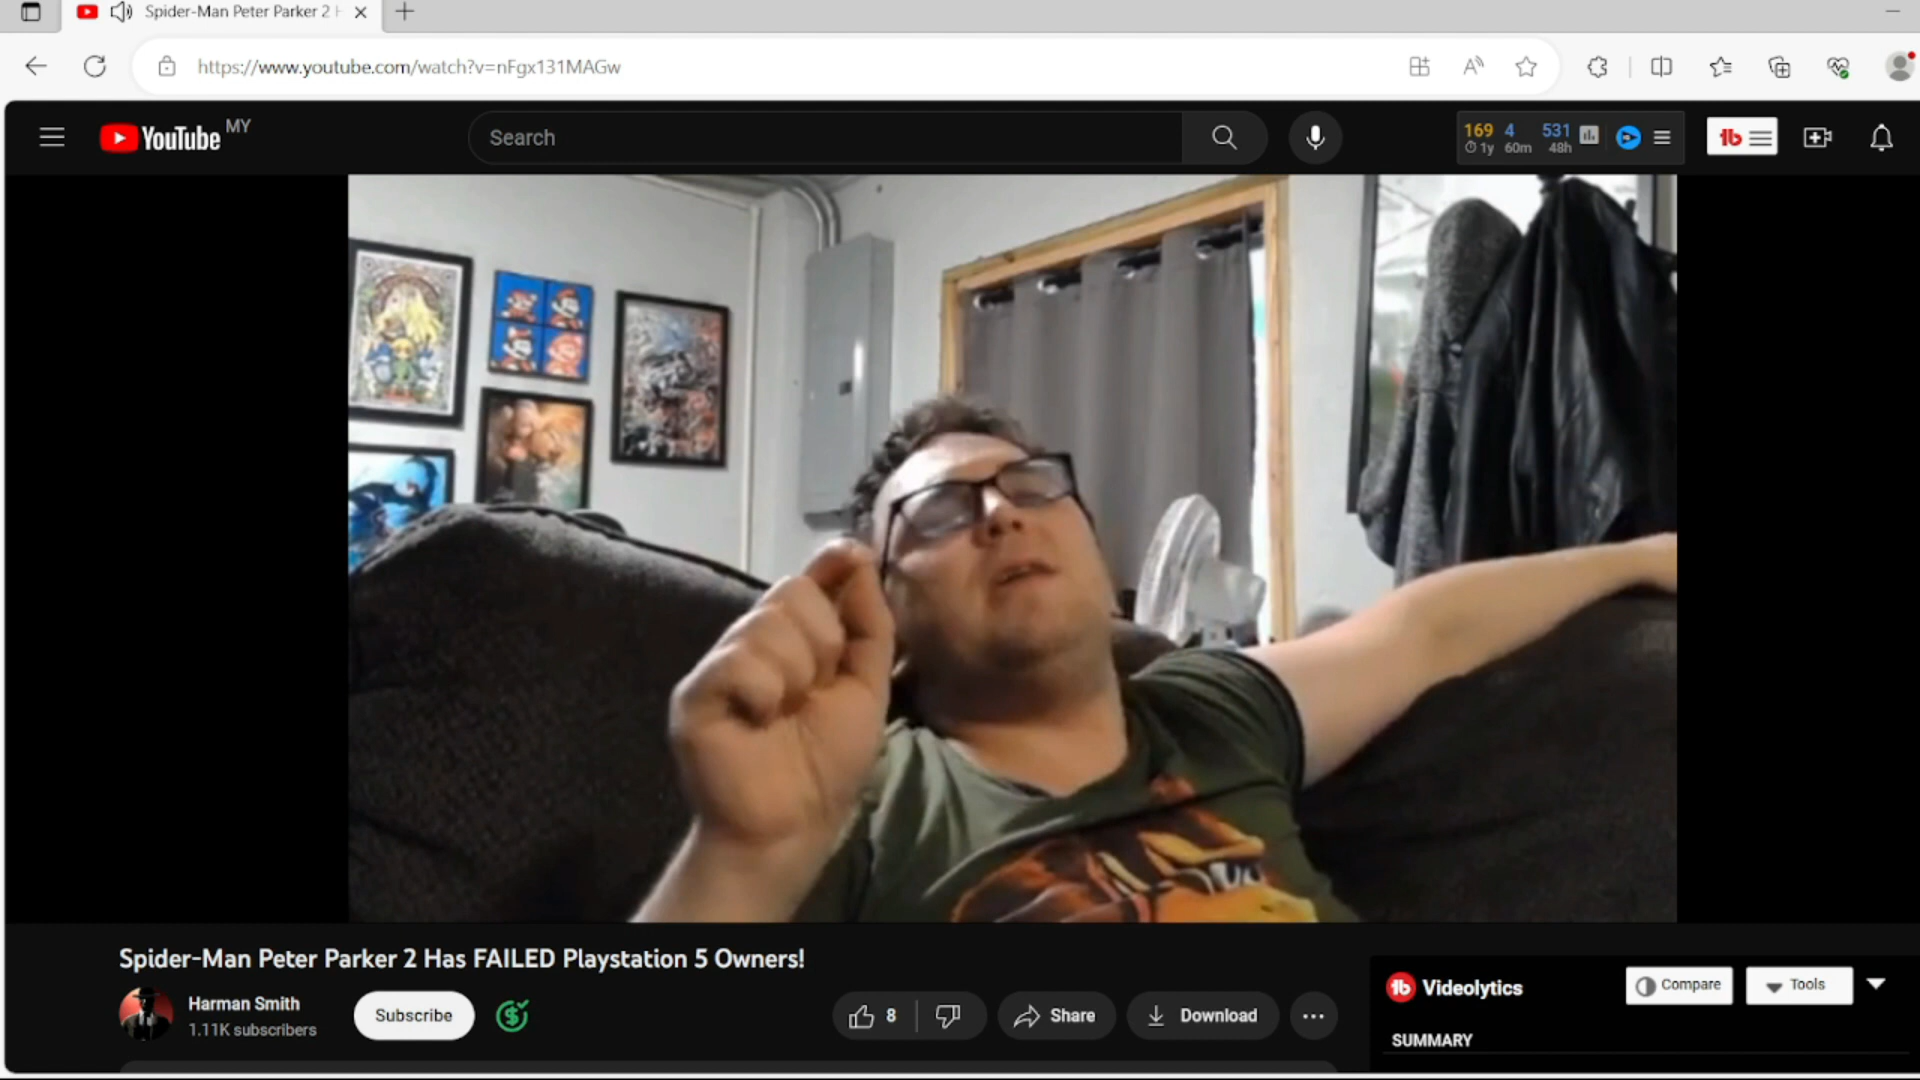 Spider-Man Peter Parker 2 H
https://www.youtube.com/watch?v=nFgx131MAGw
YouTube MY
Search
169 4 531
1y 60m 48h
Spider-Man Peter Parker 2 Has FAILED Playstation 5 Owners!
Harman Smith
1.11K subscribers
Subscribe
8
Share
Download
Videolytics
Compare
Tools
SUMMARY